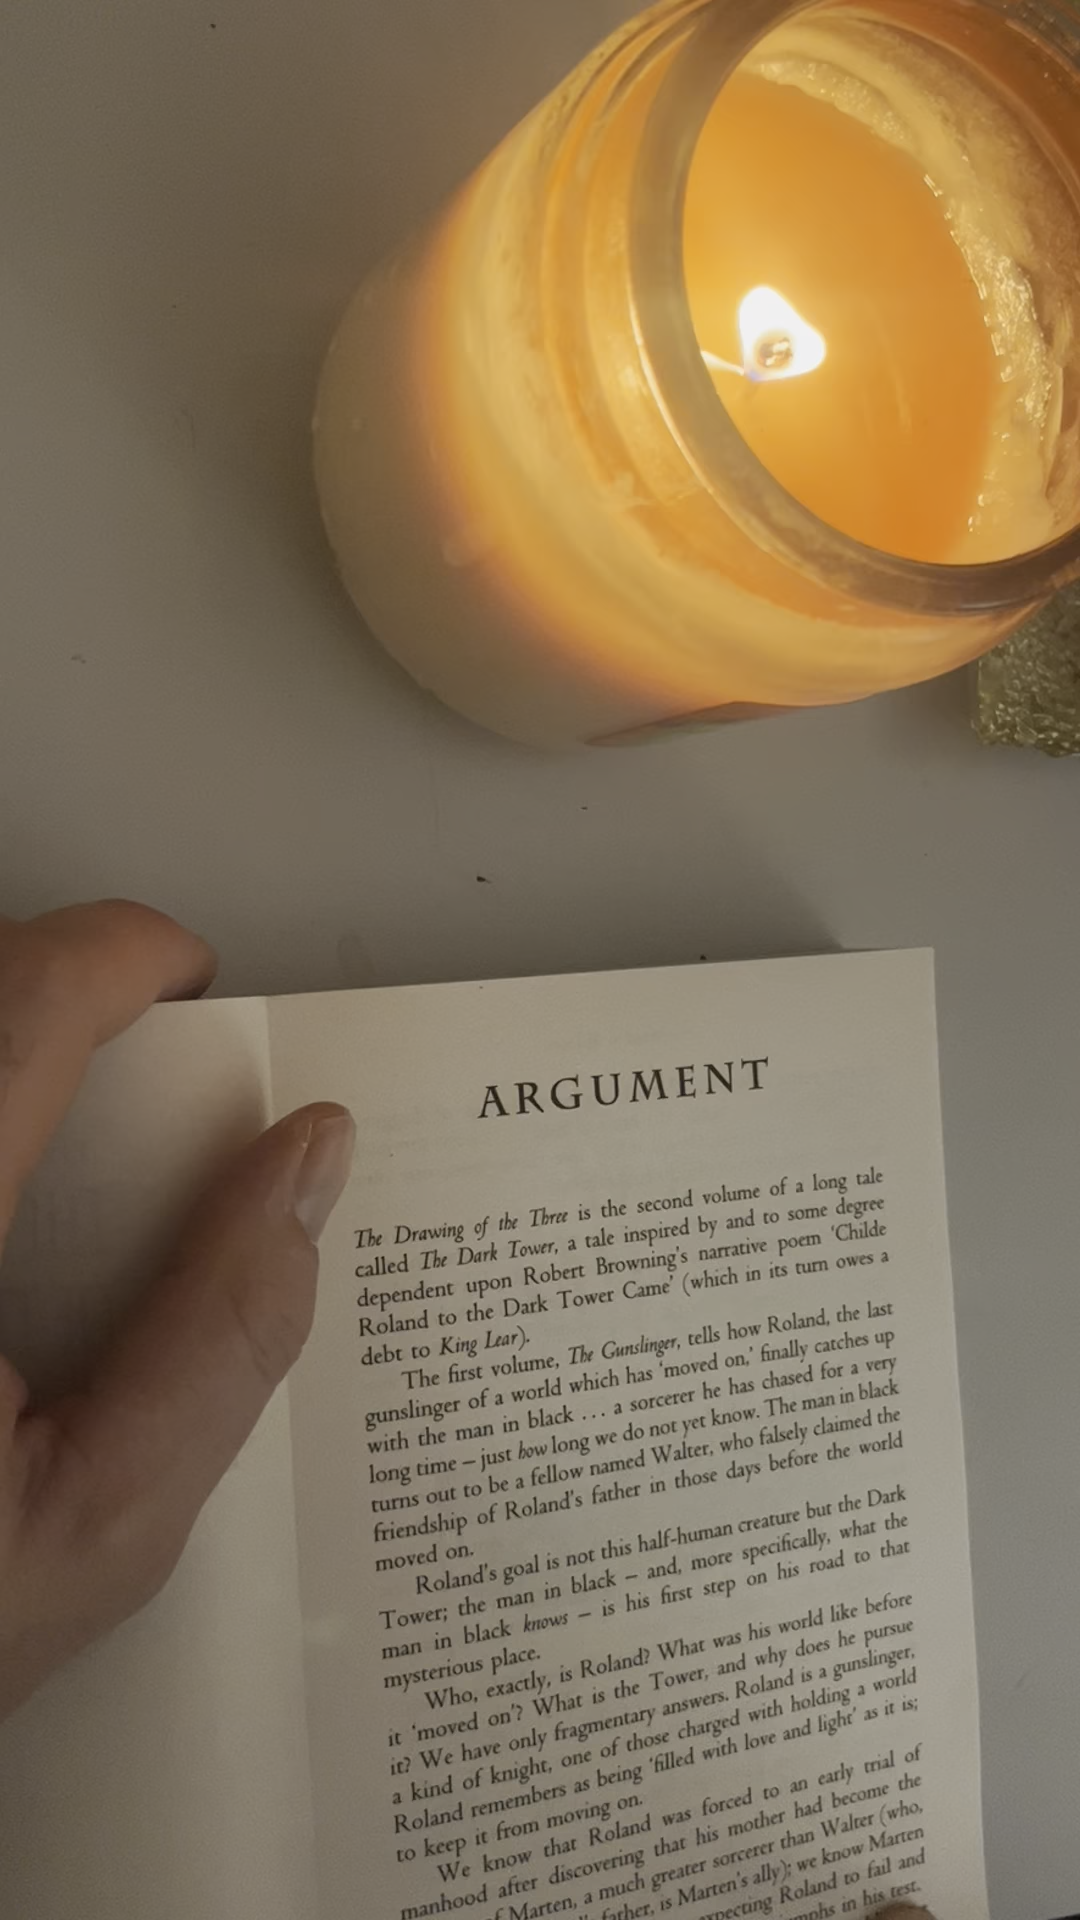 ARGUMENT
The Drawing of the Three is the second volume of a long tale
called The Dark Tower, a tale inspired by and to some degree
dependent upon Robert Browning's narrative poem 'Childe
Roland to the Dark Tower Came' (which in its turn owes a
debt to King Lear).
The first volume, The Gunslinger, tells how Roland, the last
gunslinger of a world which has 'moved on,' finally catches up
with the man in black ... a sorcerer he has chased for a very
long time – just how long we do not yet know. The man in black
turns out to be a fellow named Walter, who falsely claimed the
friendship of Roland's father in those days before the world
moved on.
Roland's goal is not this half-human creature but the Dark
Tower; the man in black – and, more specifically, what the
man in black knows – is his first step on his road to that
mysterious place.
Who, exactly, is Roland? What was his world like before
it 'moved on'? What is the Tower, and why does he pursue
it? We have only fragmentary answers. Roland is a gunslinger,
a kind of knight, one of those charged with holding a world
Roland remembers as being 'filled with love and light' as it is;
to keep it from moving on.
We know that Roland was forced to an early trial of
manhood after discovering that his mother had become the
Marten, a much greater sorcerer than Walter (who,
father, is Marten's ally); we know Marten
expecting Roland to fail and
in his test.